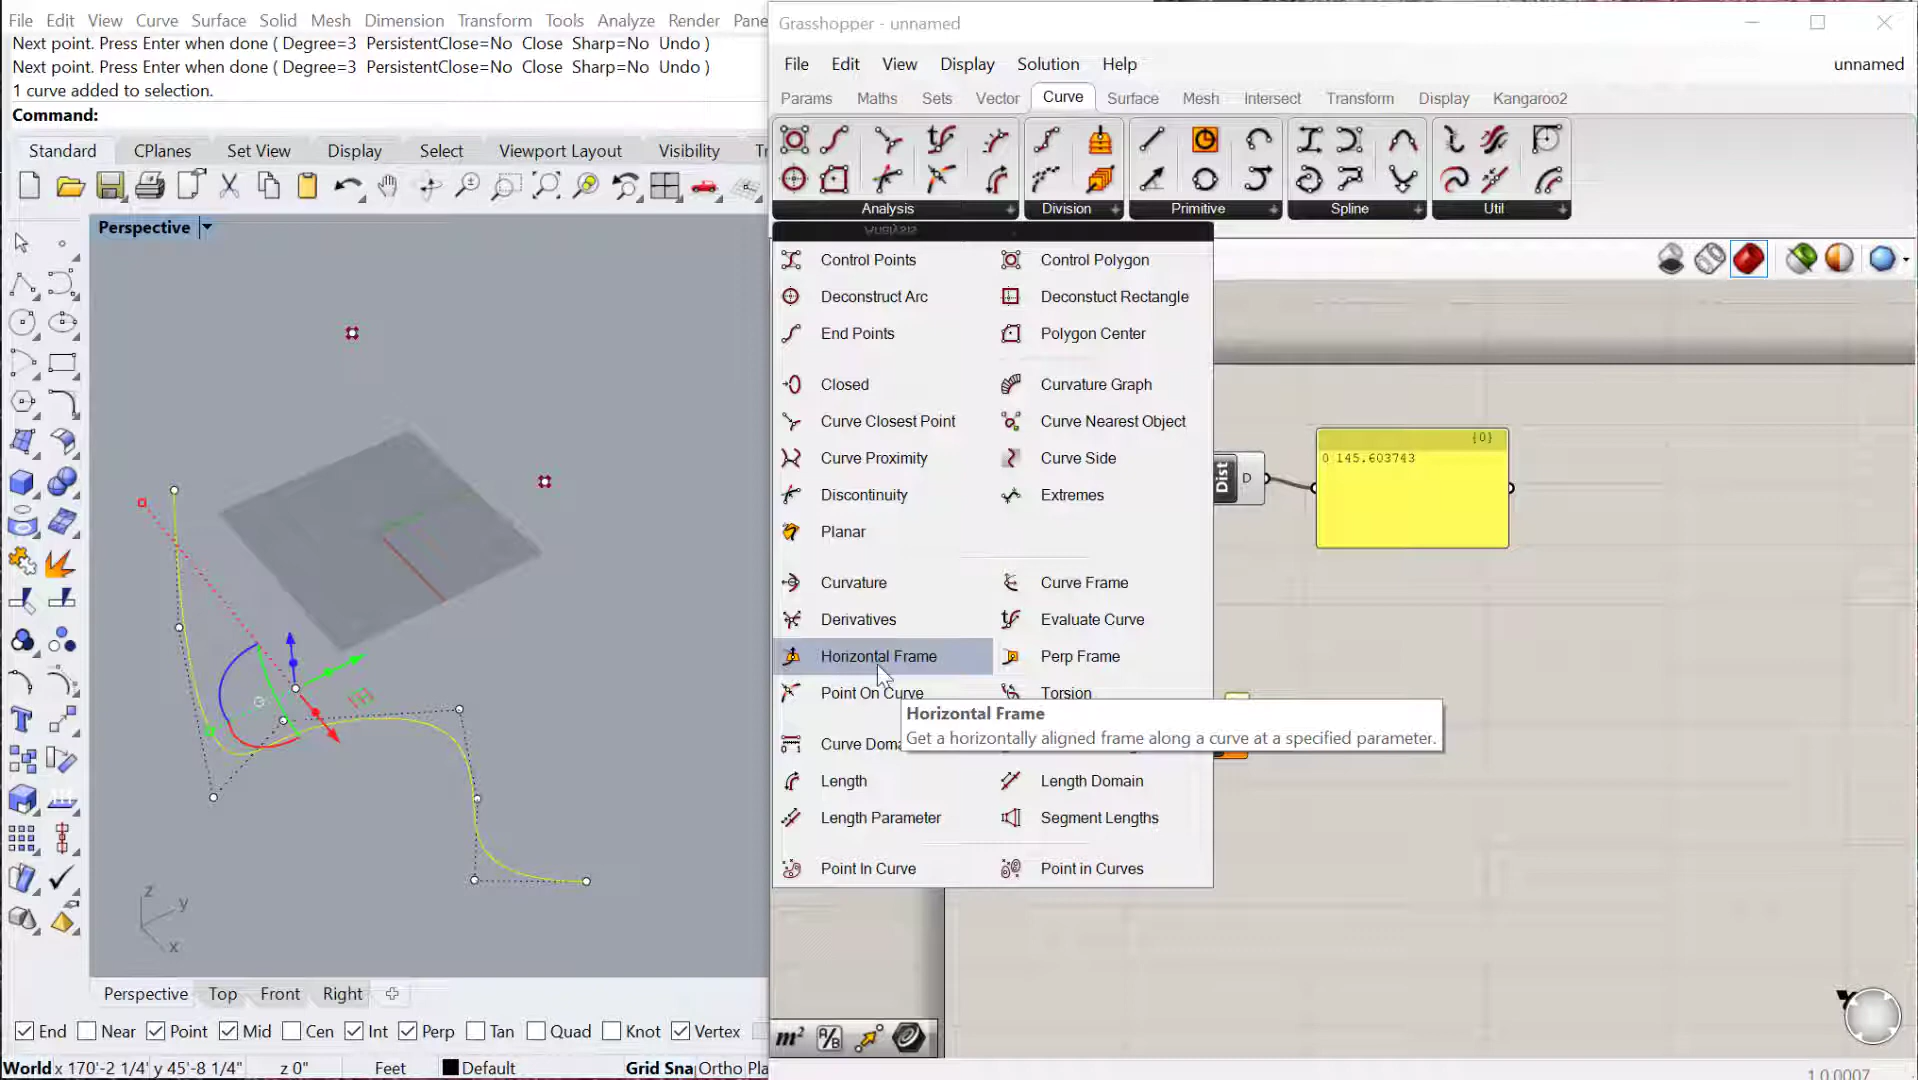 File Edit View Curve Surface Solid Mesh Dimension Transform Tools Analyze Render Pane
Next point. Press Enter when done ( Degree=3 PersistentClose=No Close Sharp=No Undo )
Next point. Press Enter when done ( Degree=3 PersistentClose=No Close Sharp=No Undo )
1 curve added to selection.
Command:
Standard CPlanes Set View Display Select Viewport Layout Visibility
Perspective
z
y
x
Perspective Top Front Right
End Near Point Mid Cen Int Perp Tan Quad Knot Vertex
World x 170'-2 1/4" y 45'-8 1/4" z 0" Feet Default Grid Sna Ortho Pla
Grasshopper - unnamed
File Edit View Display Solution Help unnamed
Params Maths Sets Vector Curve Surface Mesh Intersect Transform Display Kangaroo2
Analysis Division Primitive Spline Util
Analysis
Control Points Control Polygon
Deconstruct Arc Deconstuct Rectangle
End Points Polygon Center
Closed Curvature Graph
Curve Closest Point Curve Nearest Object
Curve Proximity Curve Side
Discontinuity Extremes
Planar
Curvature Curve Frame
Derivatives Evaluate Curve
Horizontal Frame Perp Frame
Point On Curve Torsion
Horizontal Frame
Get a horizontally aligned frame along a curve at a specified parameter.
Curve Doma
Length Length Domain
Length Parameter Segment Lengths
Point In Curve Point in Curves
Dist D
{0}
0 145.603743
m²
A/B
1.0.0007